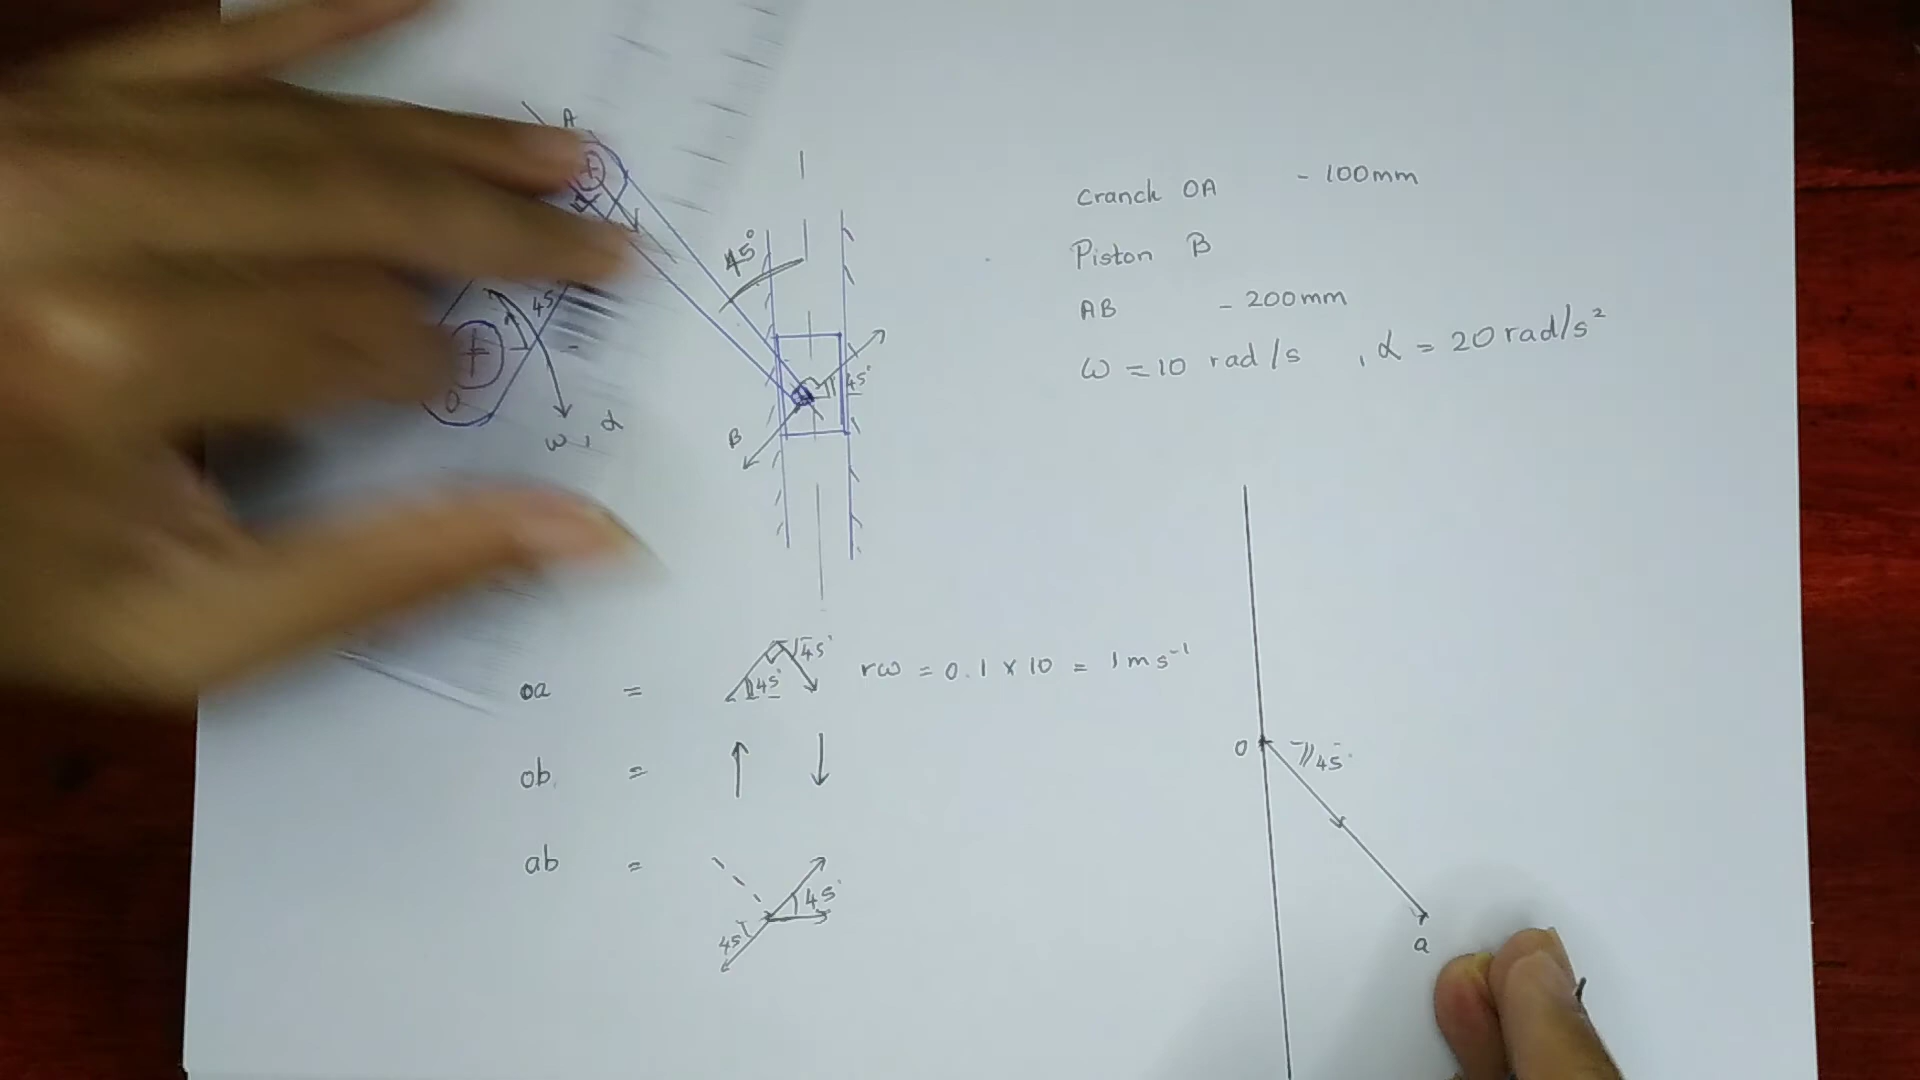 A
45°
45
O
ω, α
B
45°
Cranck OA - 100mm
Piston B
AB - 200mm
ω = 10 rad/s , α = 20 rad/s²
oa = 45° 45° rω = 0.1 × 10 = 1 m s⁻¹
ob =
ab = 45° 45°
O 45°
a